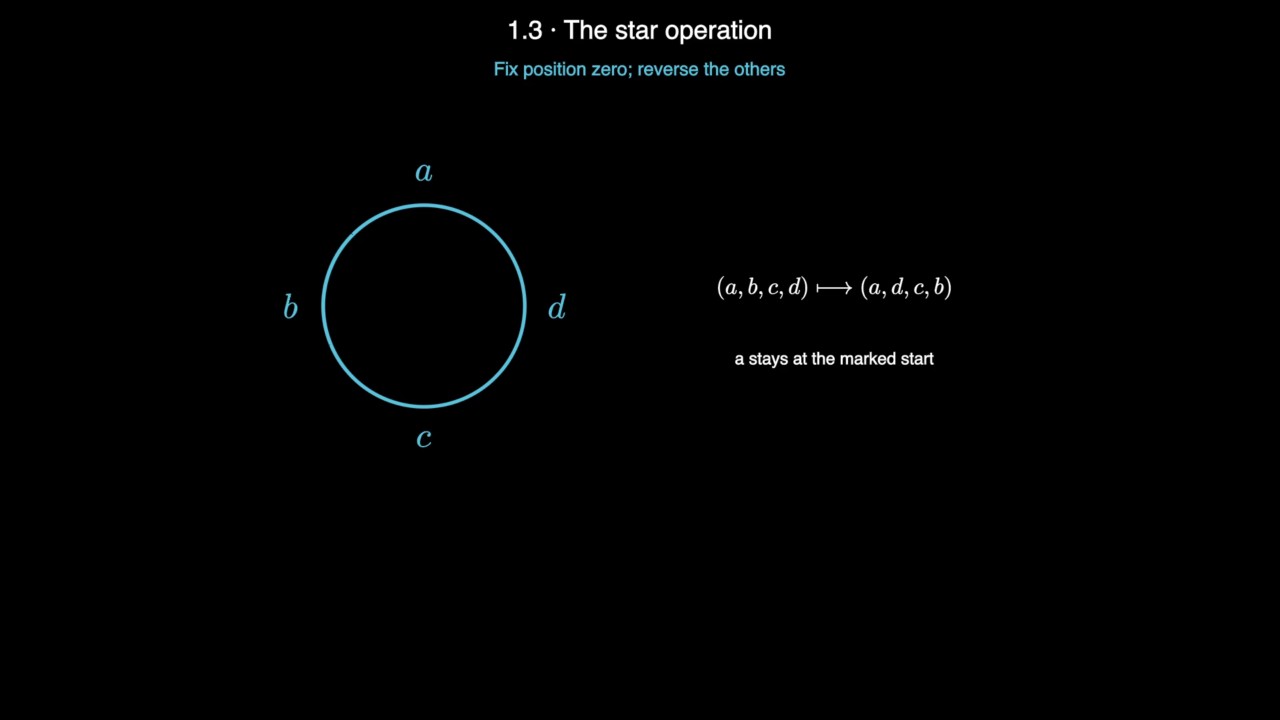 1.3 · The star operation
Fix position zero; reverse the others
a
b
d
c
(a, b, c, d) ⟼ (a, d, c, b)
a stays at the marked start